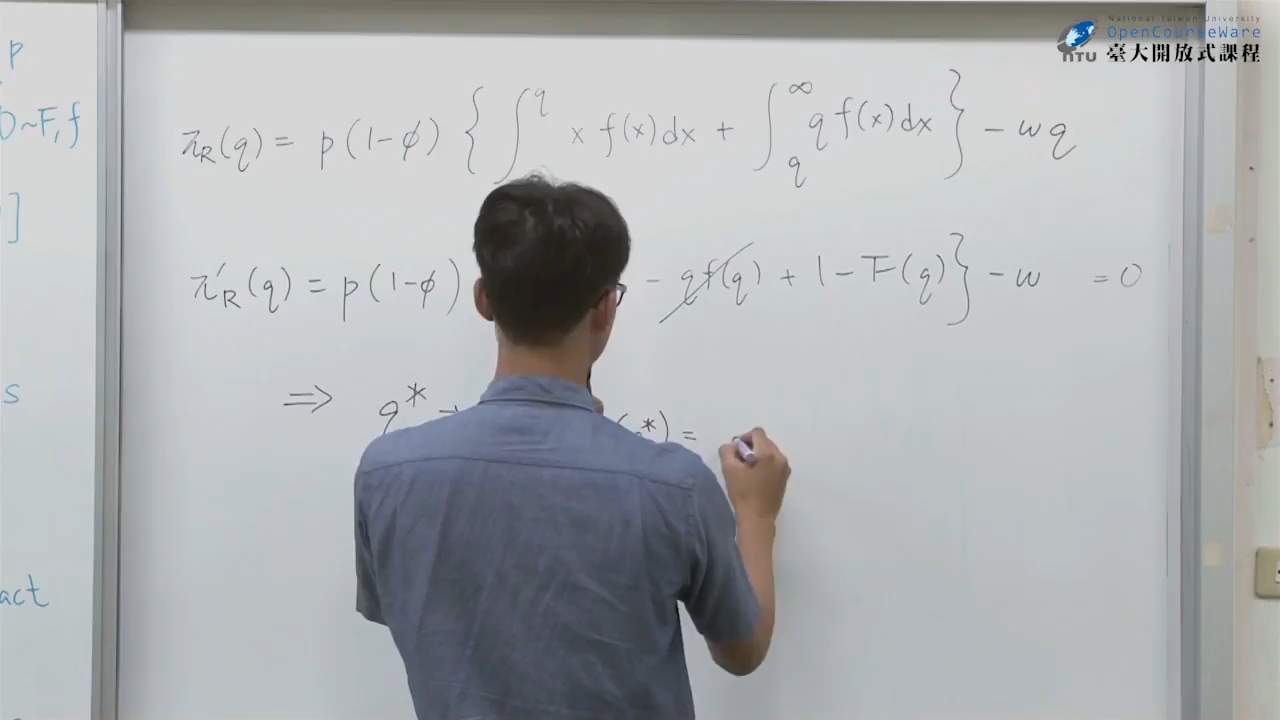 National Taiwan University
OpenCourseWare
臺大開放式課程
NTU
p
D~F,f
]
s
act
π_R(q) = p(1-φ) { ∫^q x f(x)dx + ∫_q^∞ q f(x)dx } - wq
π'_R(q) = p(1-φ) - qf(q) + 1 - F(q)} - w = 0
⇒ q* *) =